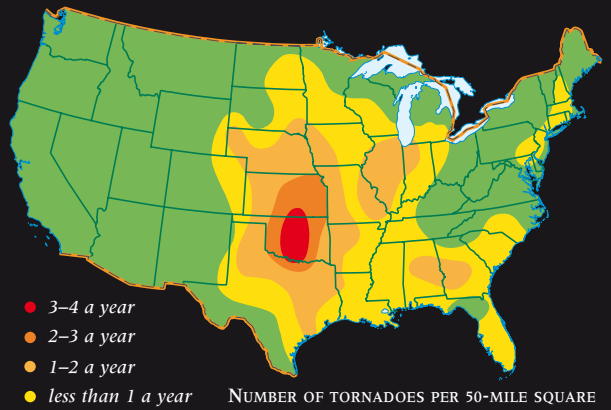 3–4 a year
2–3 a year
1–2 a year
less than 1 a year
NUMBER OF TORNADOES PER 50-MILE SQUARE